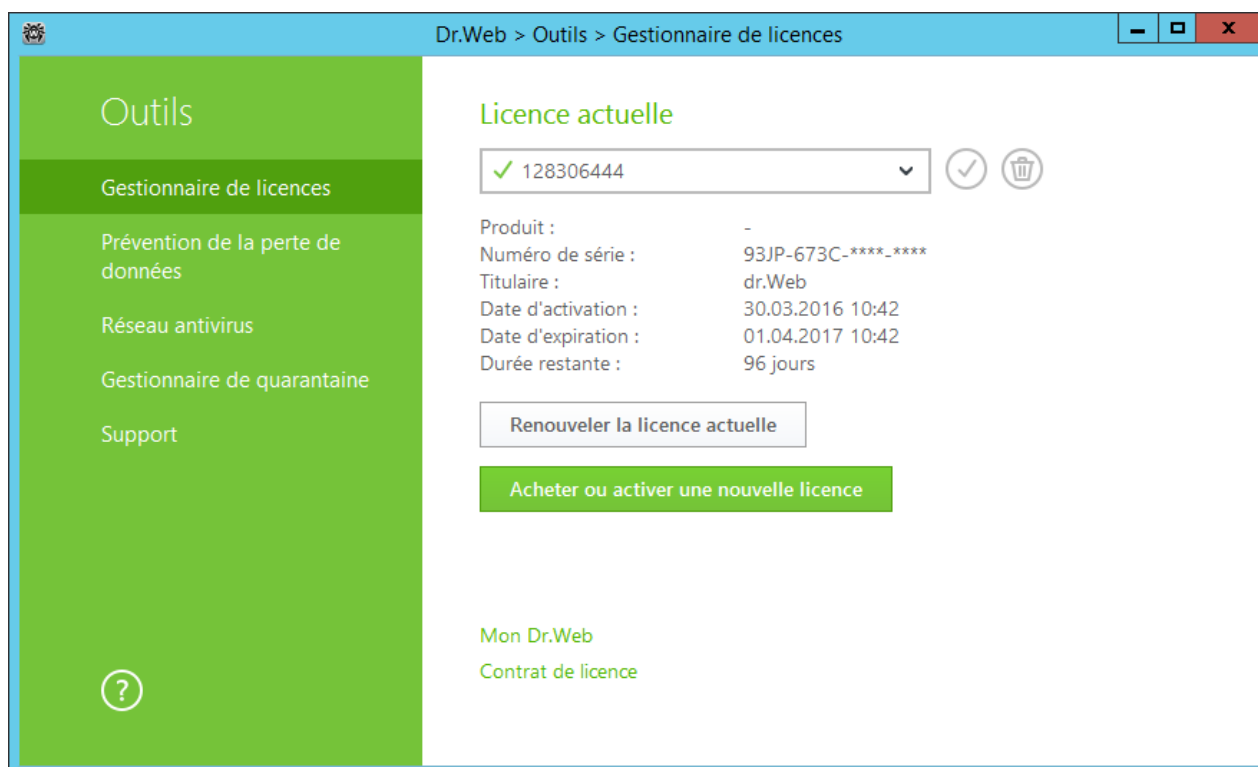 Dr.Web > Outils > Gestionnaire de licences
Outils
Gestionnaire de licences
Prévention de la perte de
données
Réseau antivirus
Gestionnaire de quarantaine
Support
?
Licence actuelle
128306444
Produit : -
Numéro de série : 93JP-673C-****-****
Titulaire : dr.Web
Date d'activation : 30.03.2016 10:42
Date d'expiration : 01.04.2017 10:42
Durée restante : 96 jours
Renouveler la licence actuelle
Acheter ou activer une nouvelle licence
Mon Dr.Web
Contrat de licence